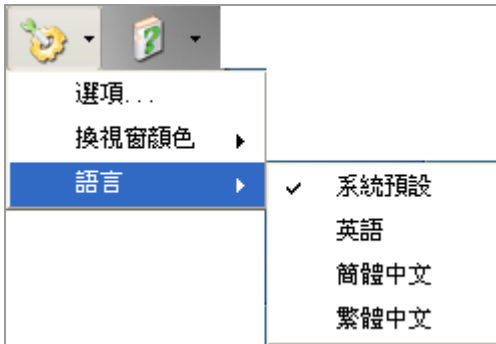 選項...
換視窗顏色
語言
系統預設
英語
簡體中文
繁體中文